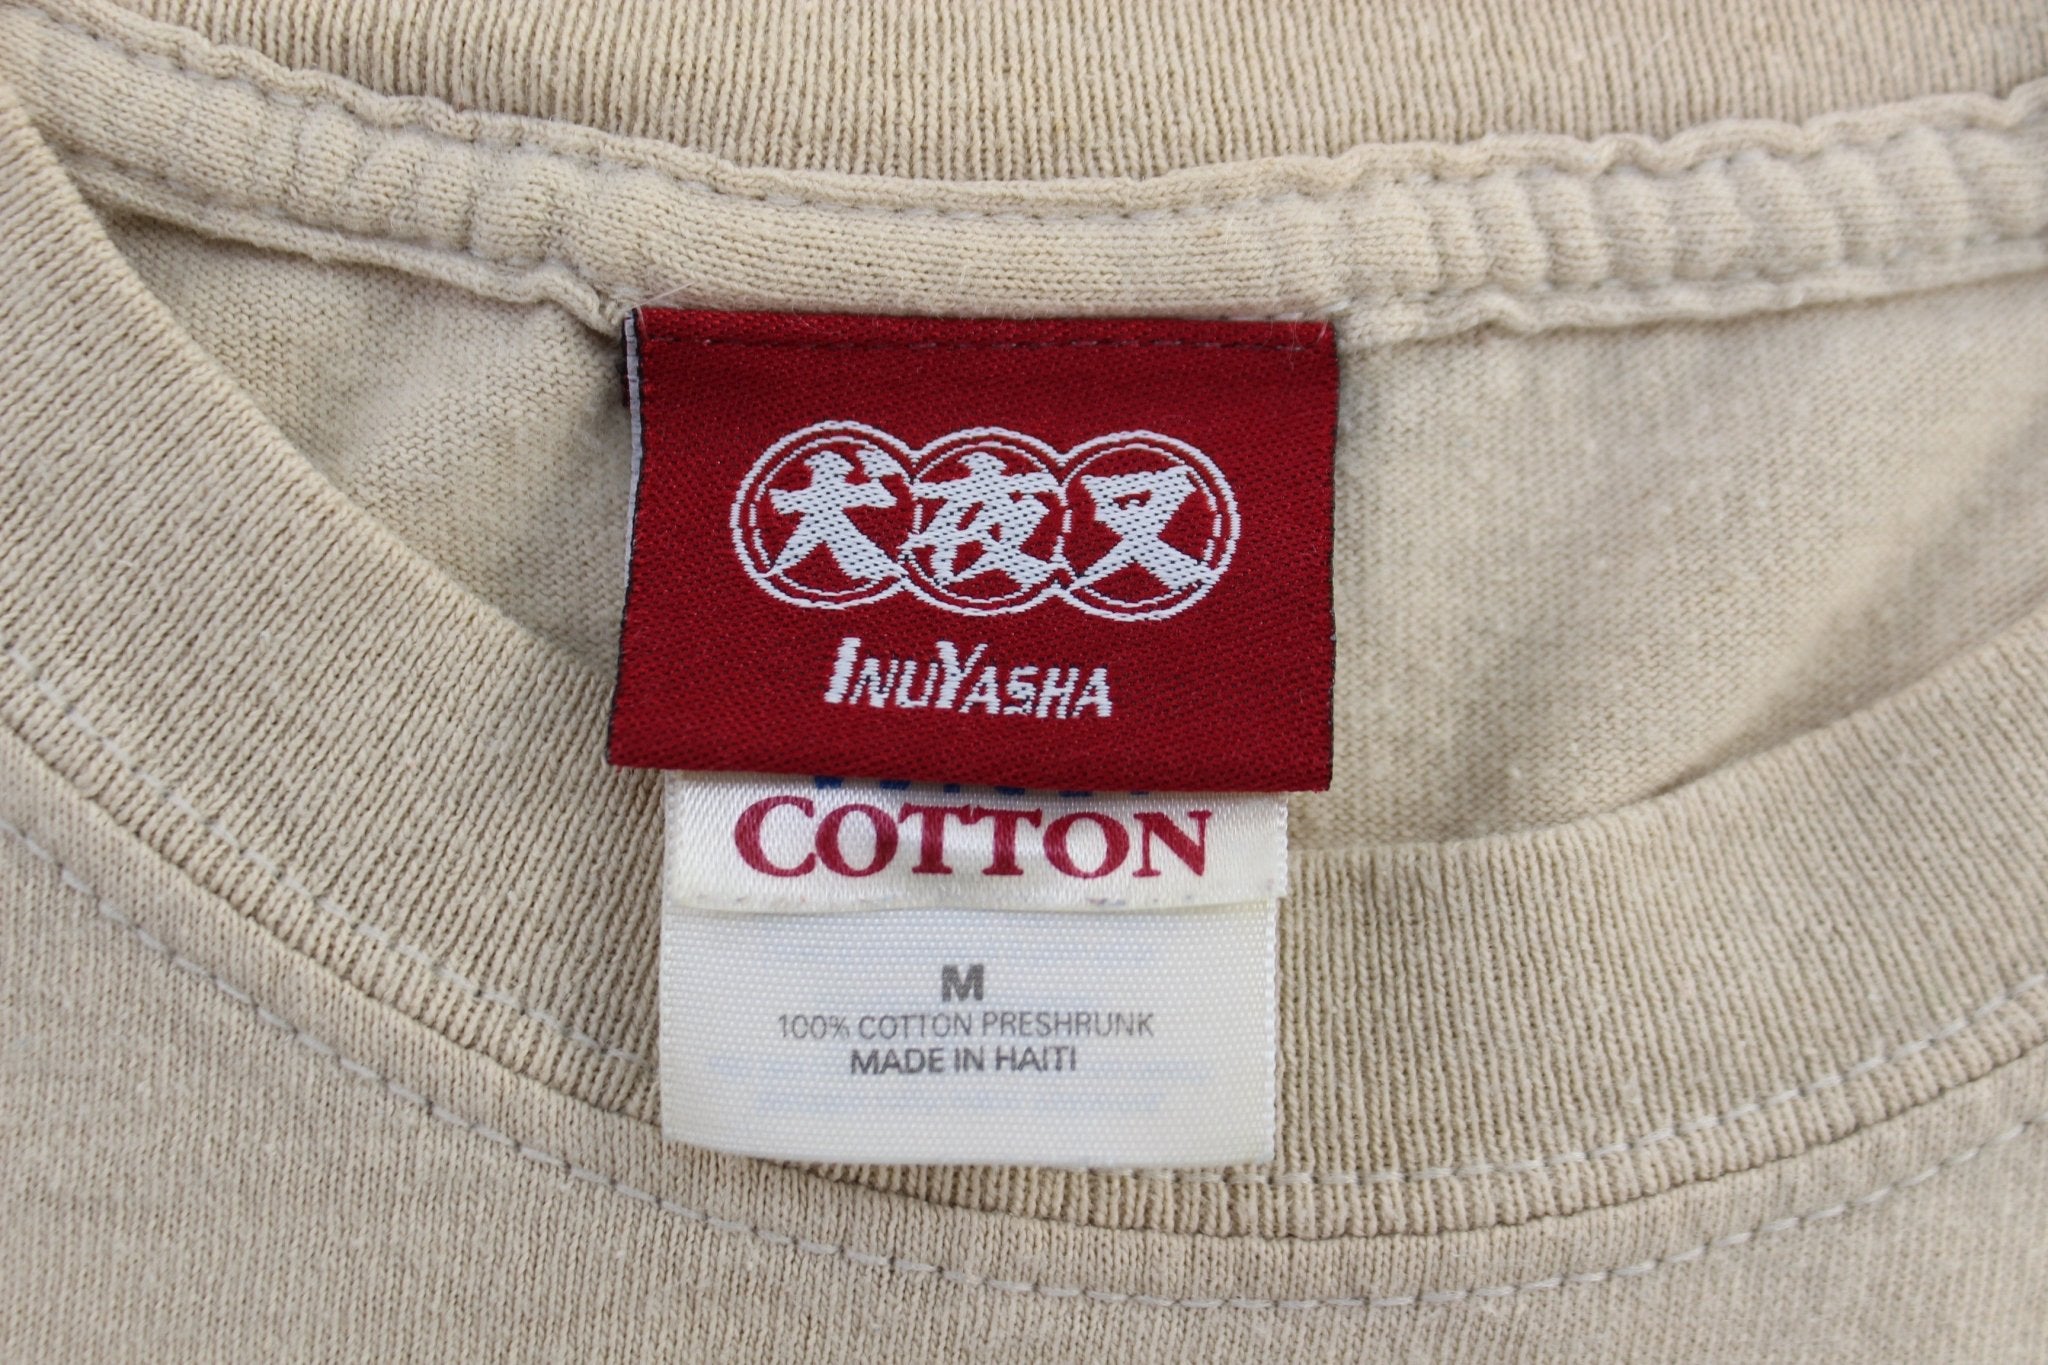 犬夜叉
INUYASHA
COTTON
M
100% COTTON PRESHRUNK
MADE IN HAITI